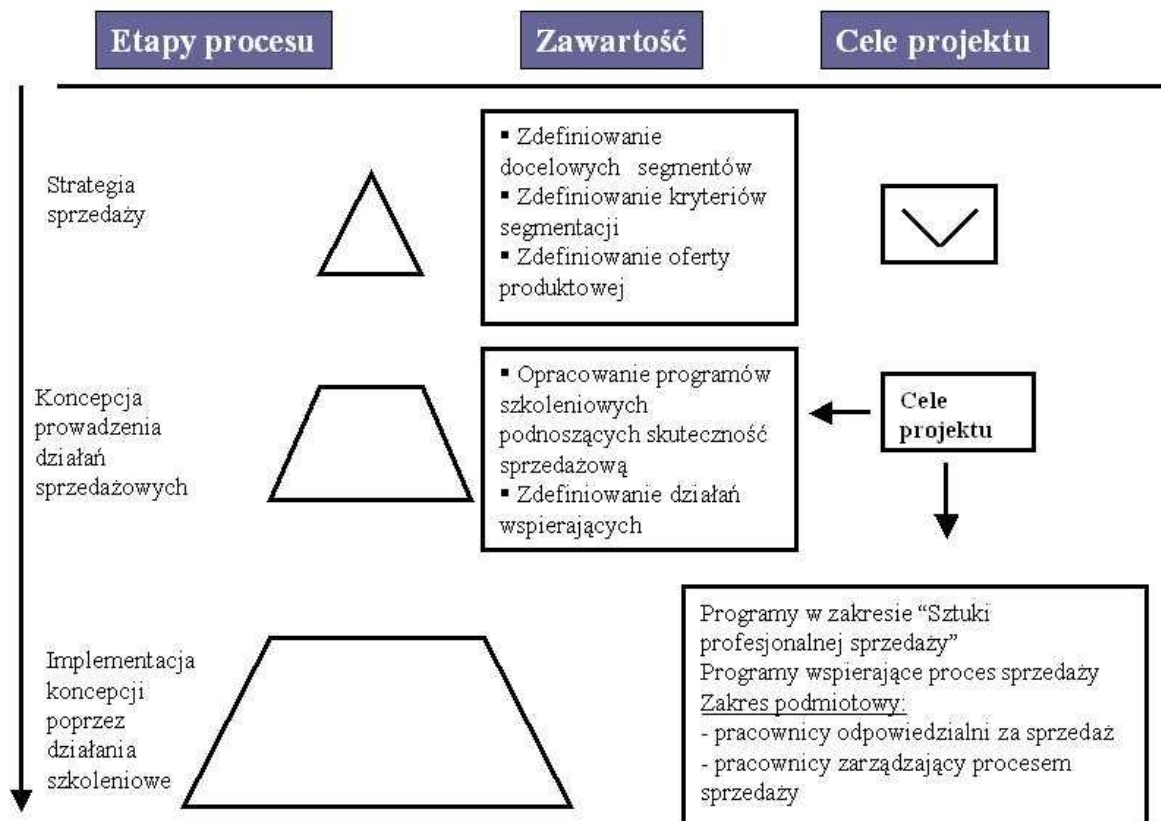 Etapy procesu
Zawartość
Cele projektu
Strategia
sprzedaży
▪ Zdefiniowanie
docelowych segmentów
▪ Zdefiniowanie kryteriów
segmentacji
▪ Zdefiniowanie oferty
produktowej
Koncepcja
prowadzenia
działań
sprzedażowych
▪ Opracowanie programów
szkoleniowych
podnoszących skuteczność
sprzedażową
▪ Zdefiniowanie działań
wspierających
Cele
projektu
Implementacja
koncepcji
poprzez
działania
szkoleniowe
Programy w zakresie “Sztuki
profesjonalnej sprzedaży”
Programy wspierające proces sprzedaży
Zakres podmiotowy:
- pracownicy odpowiedzialni za sprzedaż
- pracownicy zarządzający procesem
sprzedaży